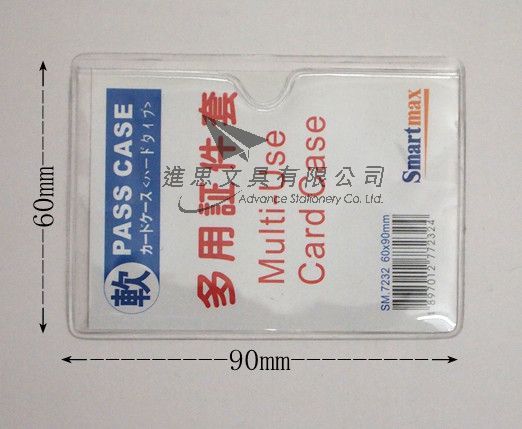 軟
PASS CASE
カードケース<ハードタイプ>
多用証件套
Multi Use
Card Case
Smartmax
SM.7232 60x90mm
4897012772324
進思文具有限公司
Advance Stationery Co. Ltd.
60mm
90mm